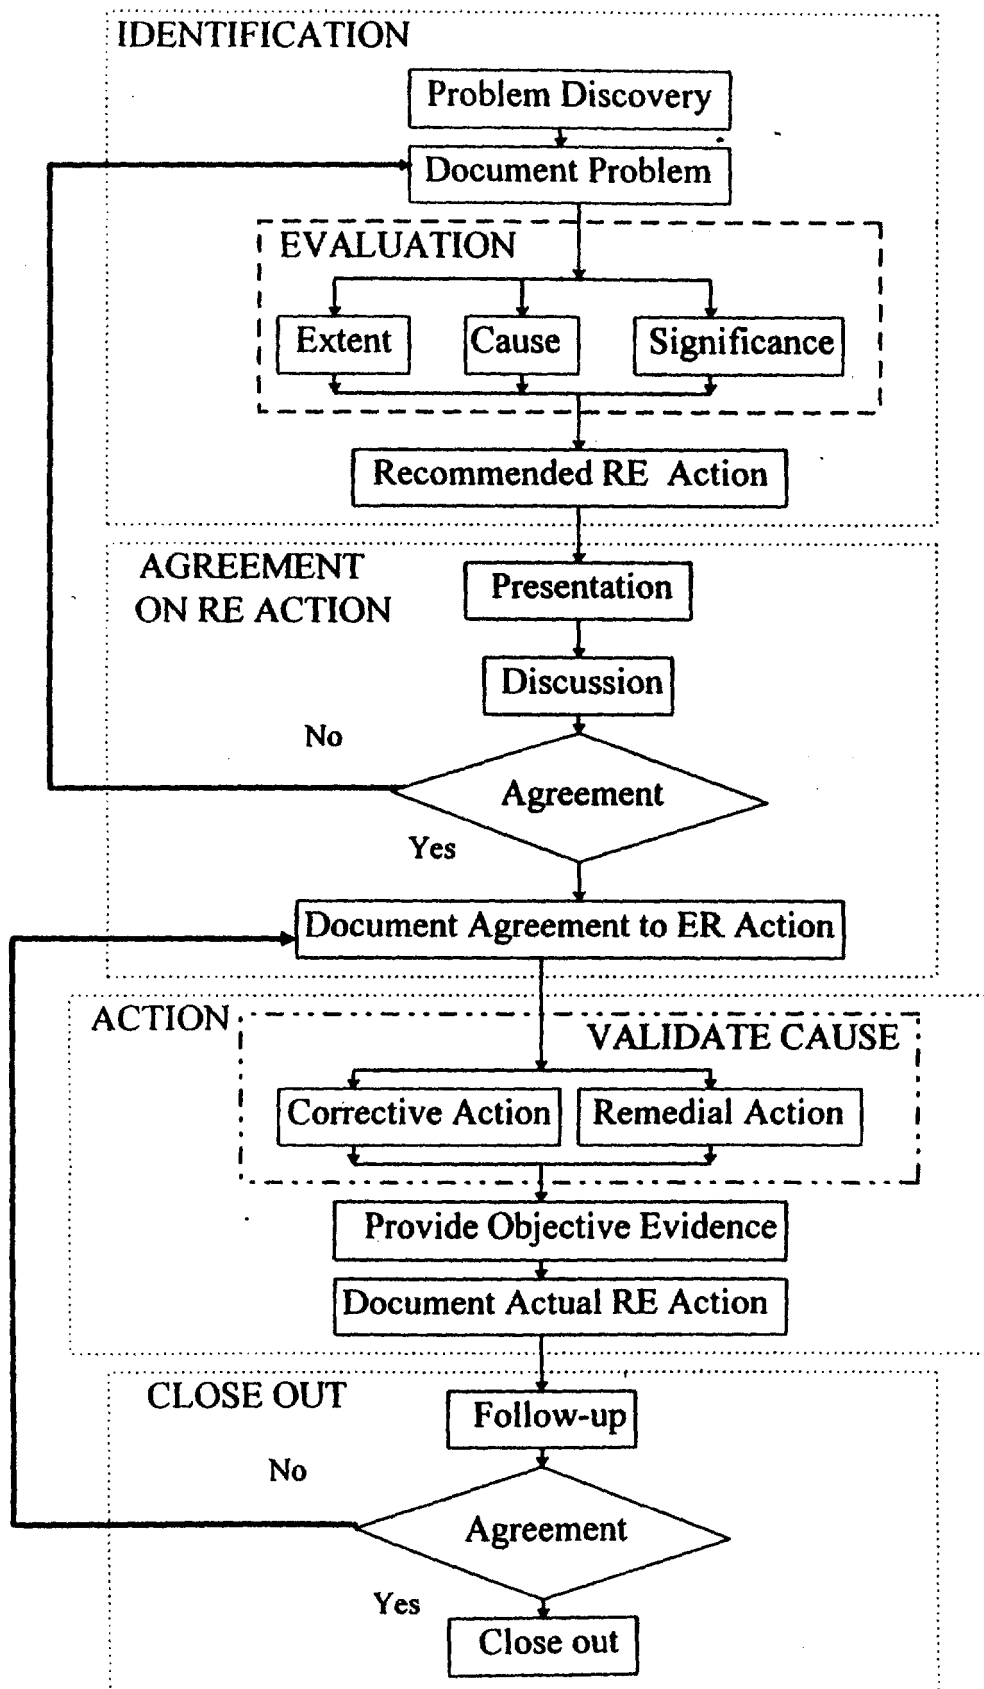 IDENTIFICATION
Problem Discovery
Document Problem
EVALUATION
Extent
Cause
Significance
Recommended RE Action
AGREEMENT
ON RE ACTION
Presentation
Discussion
No
Agreement
Yes
Document Agreement to ER Action
ACTION
VALIDATE CAUSE
Corrective Action
Remedial Action
Provide Objective Evidence
Document Actual RE Action
CLOSE OUT
Follow-up
No
Agreement
Yes
Close out